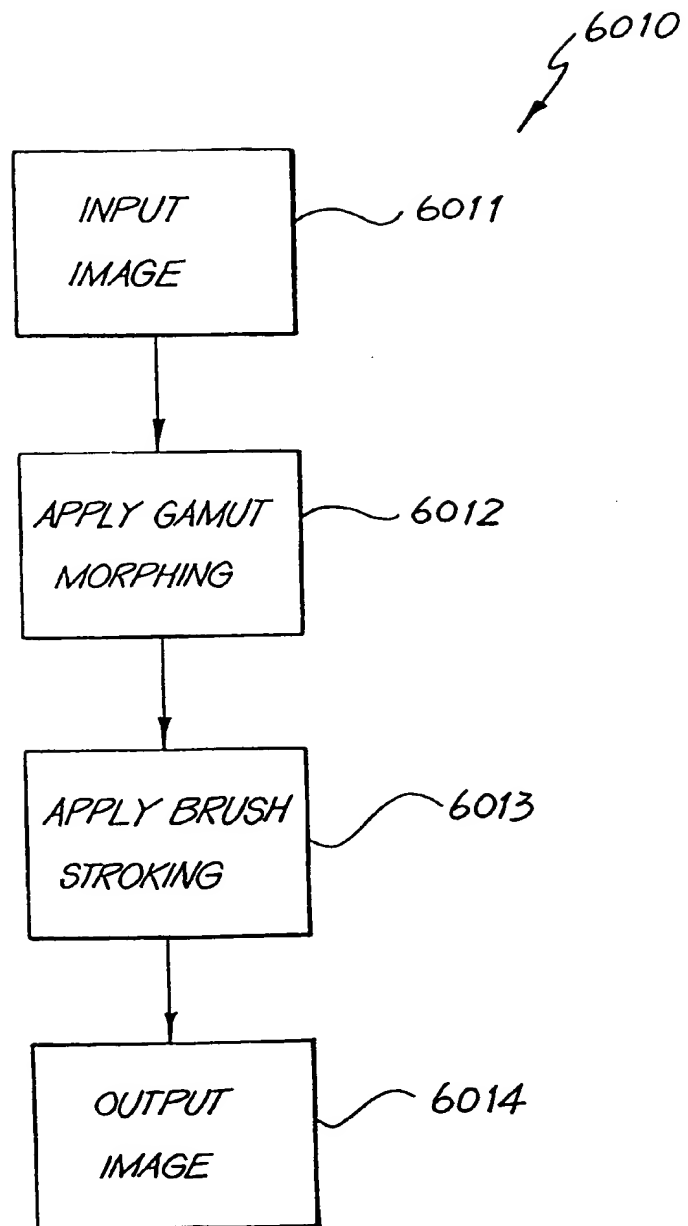 6010
INPUT
IMAGE
6011
APPLY GAMUT
MORPHING
6012
APPLY BRUSH
STROKING
6013
OUTPUT
IMAGE
6014